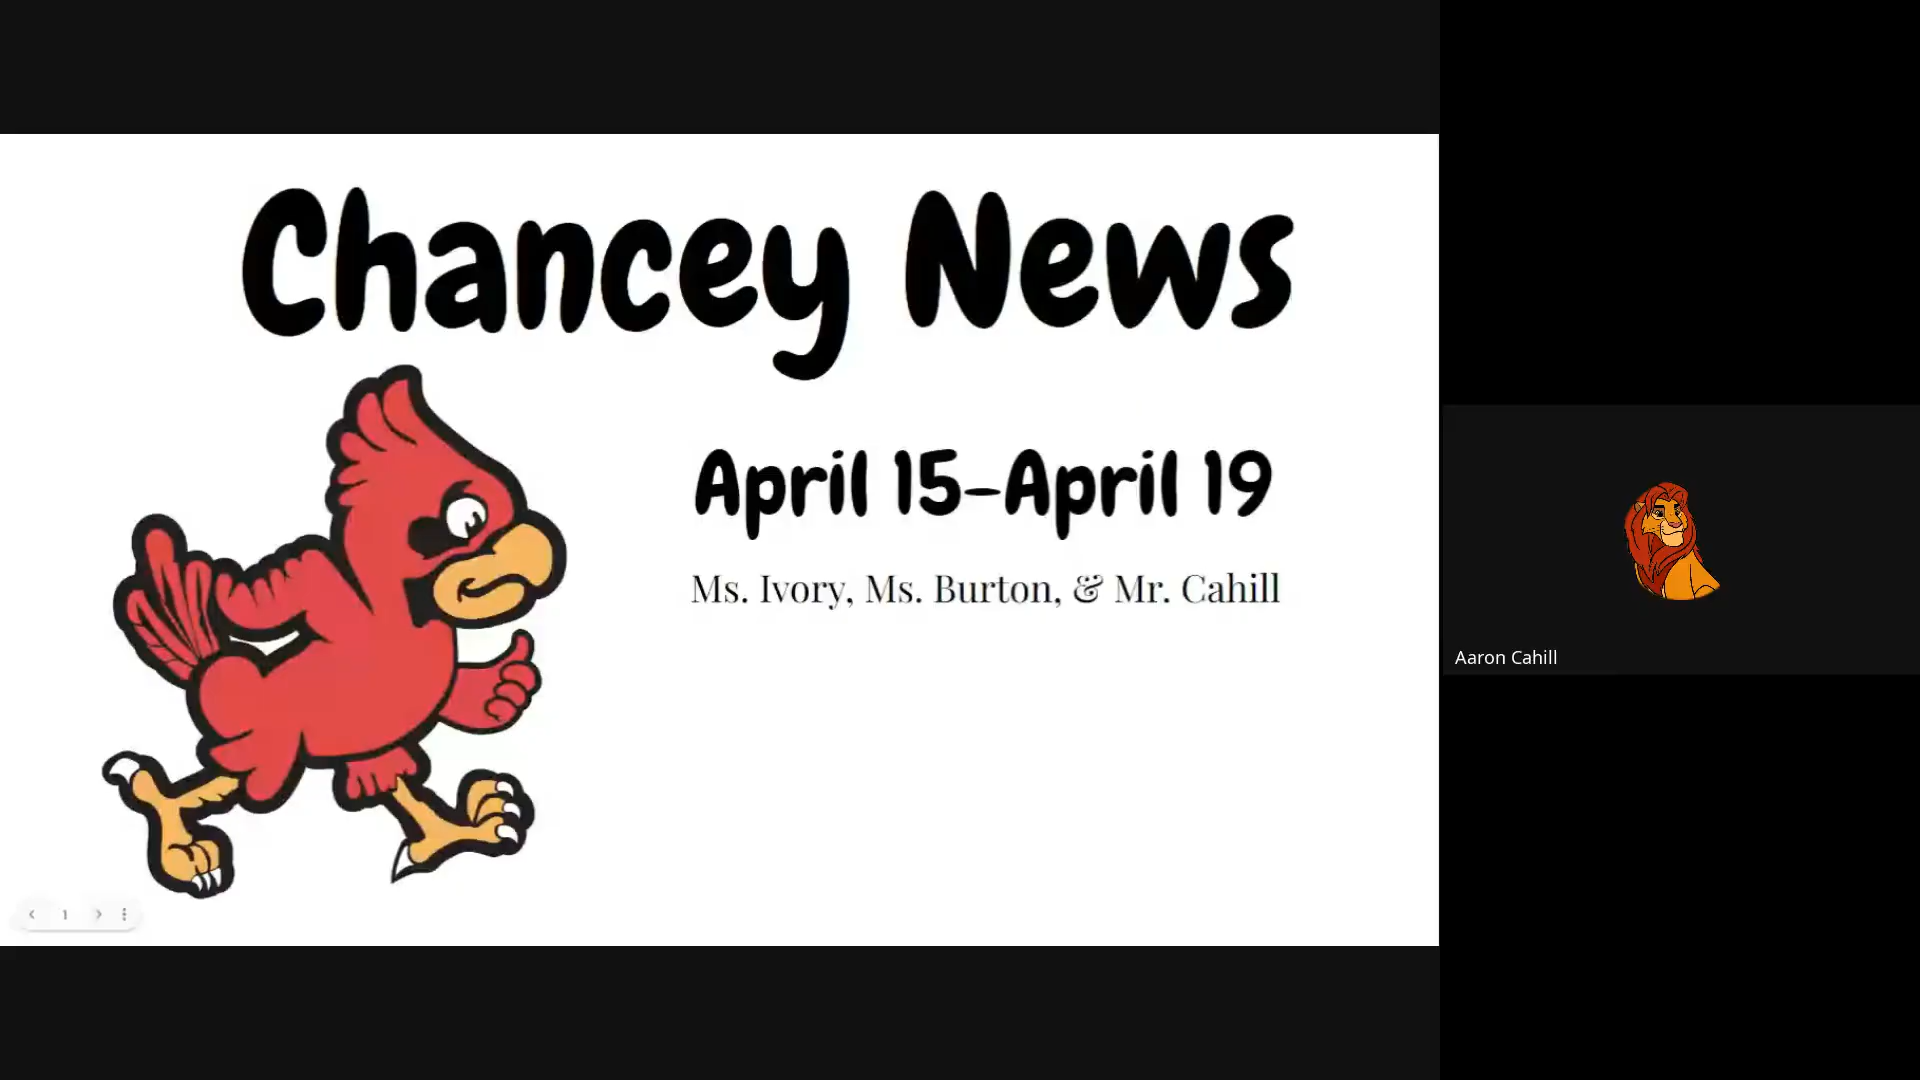 Chancey News
April 15-April 19
Ms. Ivory, Ms. Burton, & Mr. Cahill
Aaron Cahill
1